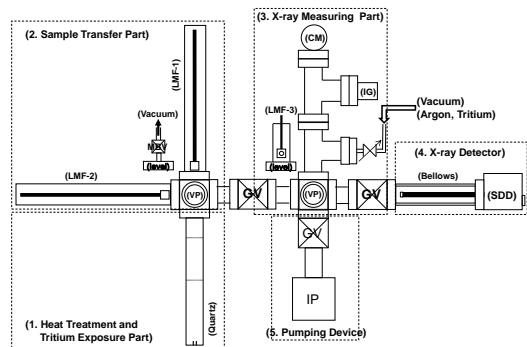 (3. X-ray Measuring Part)
(2. Sample Transfer Part)
(CM)
(LMF-1)
(IG)
(Vacuum)
(LMF-3)
(Vacuum)
(Argon, Tritium)
(level)
(level)
(4. X-ray Detector)
(LMF-2)
(Bellows)
(VP)
GV
(VP)
GV
(SDD)
GV
IP
(Quartz)
(1. Heat Treatment and
Tritium Exposure Part)
(5. Pumping Device)